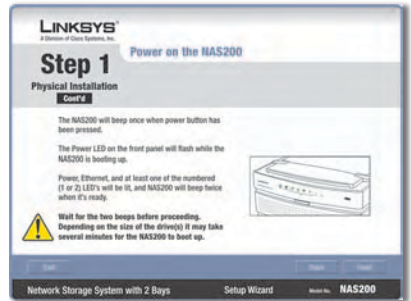 LINKSYS®
A Division of Cisco Systems, Inc.
Power on the NAS200
Step 1
Physical Installation
Cont'd
The NAS200 will beep once when power button has
been pressed.
The Power LED on the front panel will flash while the
NAS200 is booting up.
Power, Ethernet, and at least one of the numbered
(1 or 2) LED's will be lit, and NAS200 will beep twice
when it's ready.
Wait for the two beeps before proceeding.
Depending on the size of the drive(s) it may take
several minutes for the NAS200 to boot up.
Network Storage System with 2 Bays
Setup Wizard
Model No. NAS200